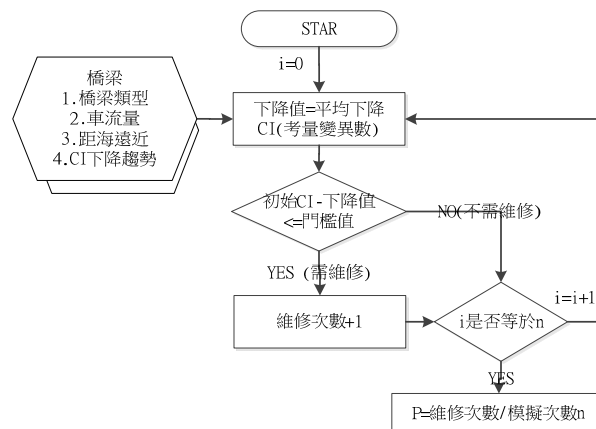 STAR
i=0
橋梁
1.橋梁類型
2.車流量
3.距海遠近
4.CI下降趨勢
下降值=平均下降
CI(考量變異數)
初始CI-下降值
<=門檻值
NO(不需維修)
YES (需維修)
i=i+1
維修次數+1
i是否等於n
YES
P=維修次數/模擬次數n